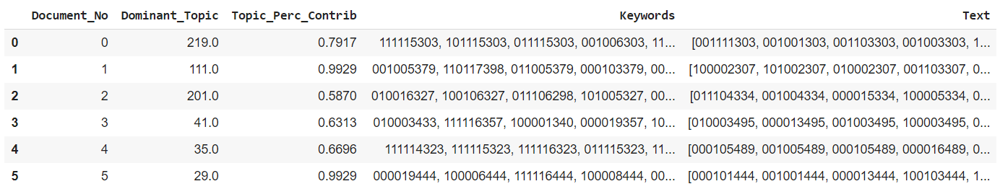 Document_No Dominant_Topic Topic_Perc_Contrib Keywords Text
0 0 219.0 0.7917 111115303, 101115303, 011115303, 001006303, 11... [001111303, 001001303, 001103303, 001003303, 1...
1 1 111.0 0.9929 001005379, 110117398, 011005379, 000103379, 00... [100002307, 101002307, 010002307, 001103307, 0...
2 2 201.0 0.5870 010016327, 100106327, 011106298, 101005327, 00... [011104334, 001004334, 000015334, 100005334, 0...
3 3 41.0 0.6313 010003433, 111116357, 100001340, 000019357, 10... [010003495, 000013495, 001003495, 100003495, 0...
4 4 35.0 0.6696 111114323, 111115323, 111116323, 011115323, 11... [000105489, 001005489, 000105489, 000016489, 0...
5 5 29.0 0.9929 000019444, 100006444, 111116444, 100008444, 00... [000101444, 001001444, 000013444, 100103444, 1...